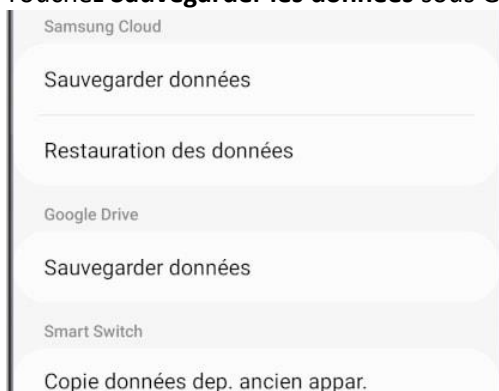 Sauvegarder les données sous
Samsung Cloud
Sauvegarder données
Restauration des données
Google Drive
Sauvegarder données
Smart Switch
Copie données dep. ancien appar.